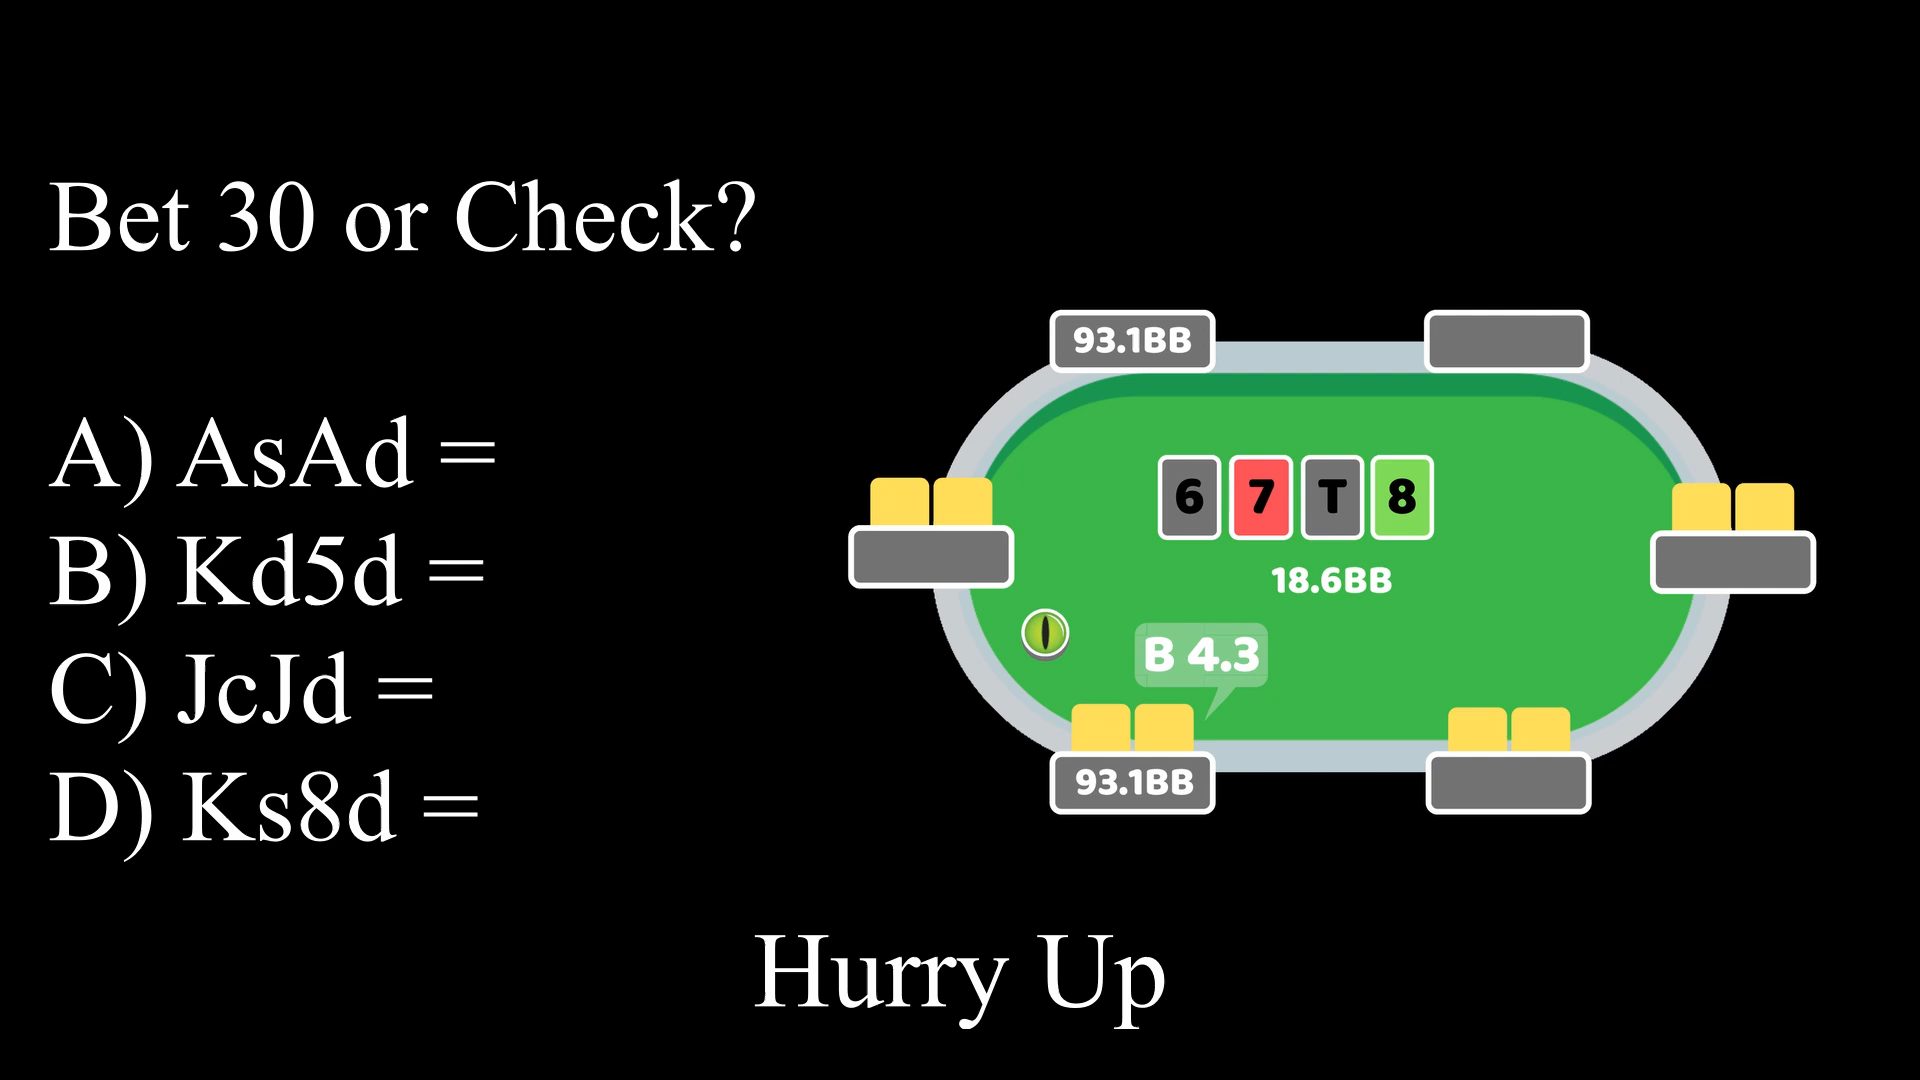 Bet 30 or Check?
A) AsAd =
B) Kd5d =
C) JcJd =
D) Ks8d =
93.1BB
6 7 T 8
18.6BB
B 4.3
93.1BB
Hurry Up